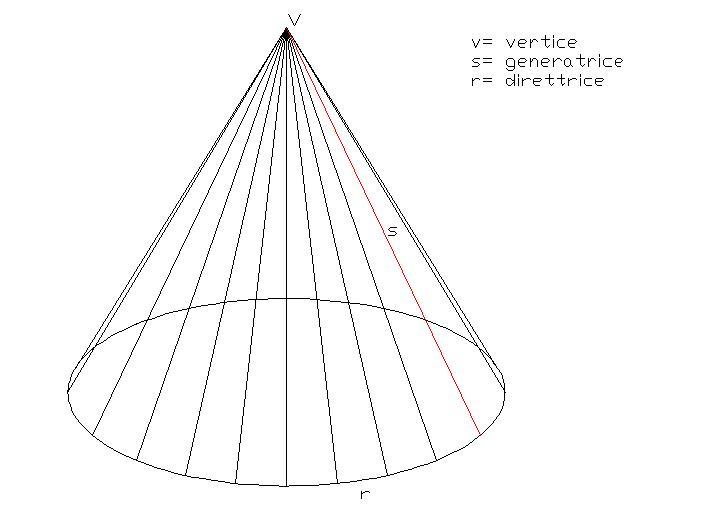 V
v= vertice
s= generatrice
r= direttrice
s
r